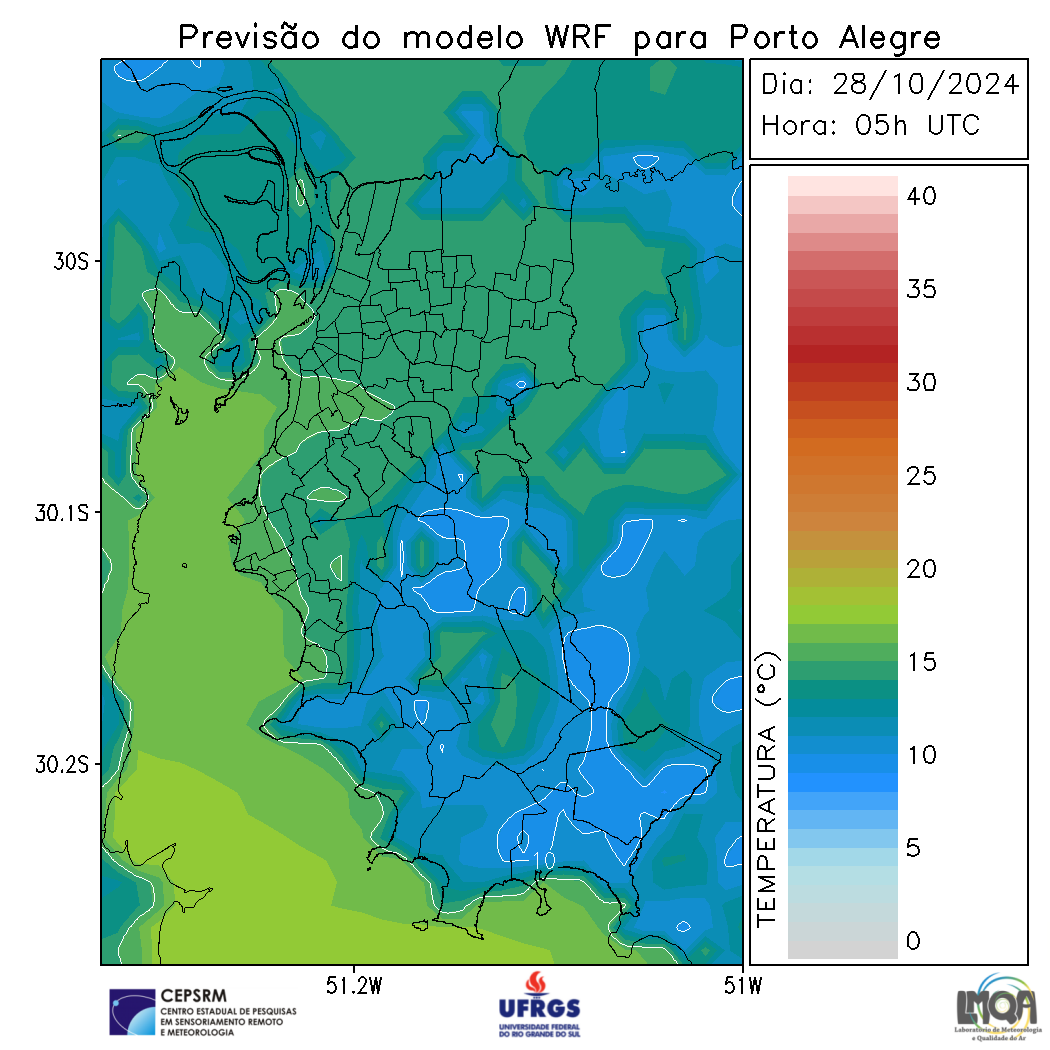 Previsão do modelo WRF para Porto Alegre
Dia: 28/10/2024
Hora: 05h UTC
40
35
30
25
20
15
10
5
0
TEMPERATURA (°C)
30S
30.1S
30.2S
10
51.2W
51W
CEPSRM
CENTRO ESTADUAL DE PESQUISAS
EM SENSORIAMENTO REMOTO
E METEOROLOGIA
UFRGS
UNIVERSIDADE FEDERAL
DO RIO GRANDE DO SUL
LMQA
Laboratório de Meteorologia
e Qualidade do Ar